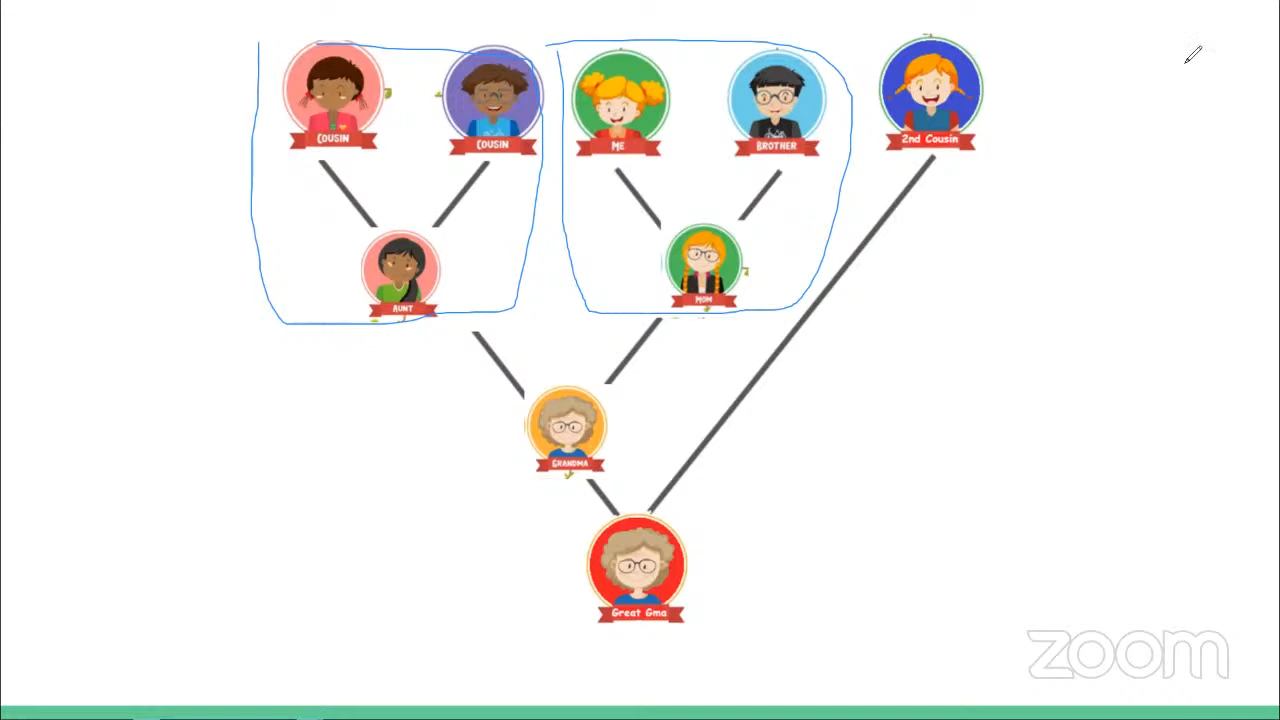 COUSIN
COUSIN
ME
BROTHER
2nd Cousin
AUNT
MOM
GRANDMA
Great Gma
zoom